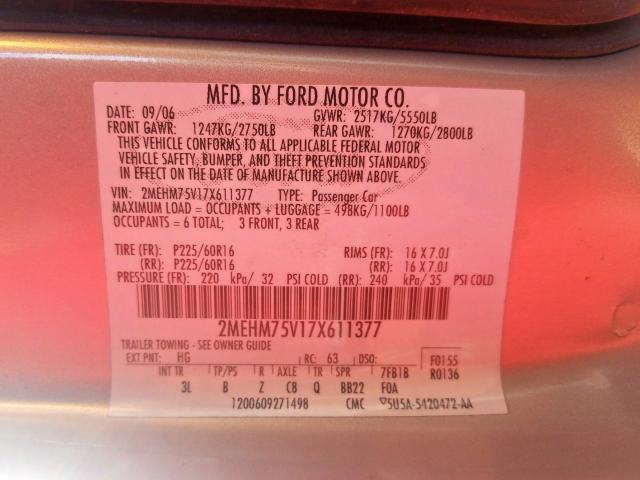 MFD. BY FORD MOTOR CO.
DATE: 09/06 GVWR: 2517KG/5550LB
FRONT GAWR: 1247KG/2750LB REAR GAWR: 1270KG/2800LB
THIS VEHICLE CONFORMS TO ALL APPLICABLE FEDERAL MOTOR
VEHICLE SAFETY, BUMPER, AND THEFT PREVENTION STANDARDS
IN EFFECT ON THE DATE OF MANUFACTURE SHOWN ABOVE.
VIN: 2MEHM75V17X611377 TYPE: Passenger Car
MAXIMUM LOAD = OCCUPANTS + LUGGAGE = 498KG/1100LB
OCCUPANTS = 6 TOTAL; 3 FRONT, 3 REAR
TIRE (FR): P225/60R16 RIMS (FR): 16 X 7.0J
(RR): P225/60R16 (RR): 16 X 7.0J
PRESSURE (FR): 220 kPa/ 32 PSI COLD (RR): 240 kPa/ 35 PSI COLD
2MEHM75V17X611377
TRAILER TOWING - SEE OWNER GUIDE
EXT PNT: HG RC: 63 DSO: F0155
INT TR TP/PS R AXLE TR SPR 7FB1B R0136
3L B Z C8 Q BB22 F0A
1200609271498 CMC ▽5U5A-5420472-AA